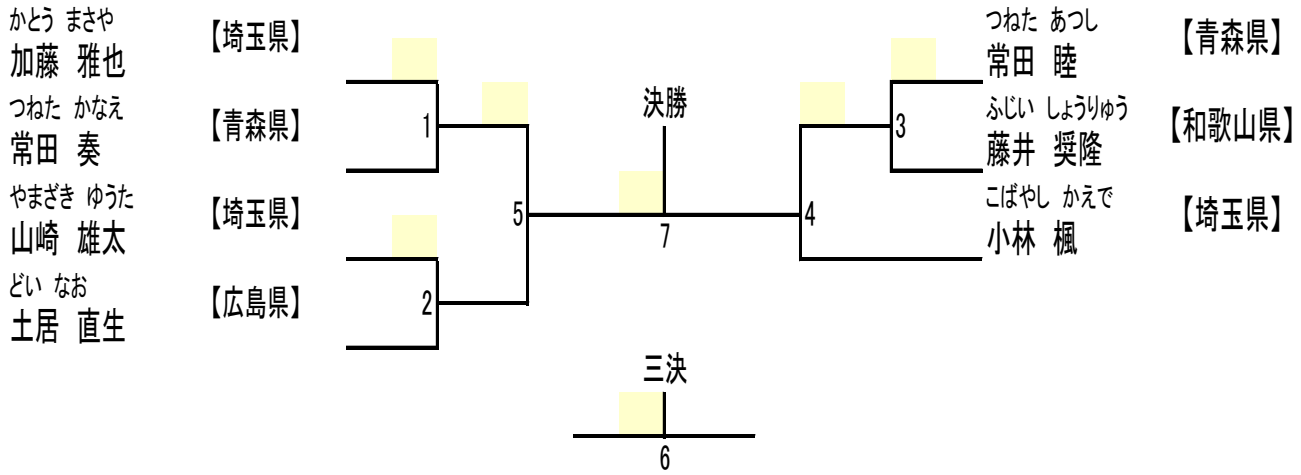 かとう まさや
加藤 雅也
【埼玉県】
つねた かなえ
常田 奏
【青森県】
やまざき ゆうた
山崎 雄太
【埼玉県】
どい なお
土居 直生
【広島県】
1
2
5
決勝
7
三決
6
4
3
つねた あつし
常田 睦
【青森県】
ふじい しょうりゅう
藤井 奨隆
【和歌山県】
こばやし かえで
小林 楓
【埼玉県】